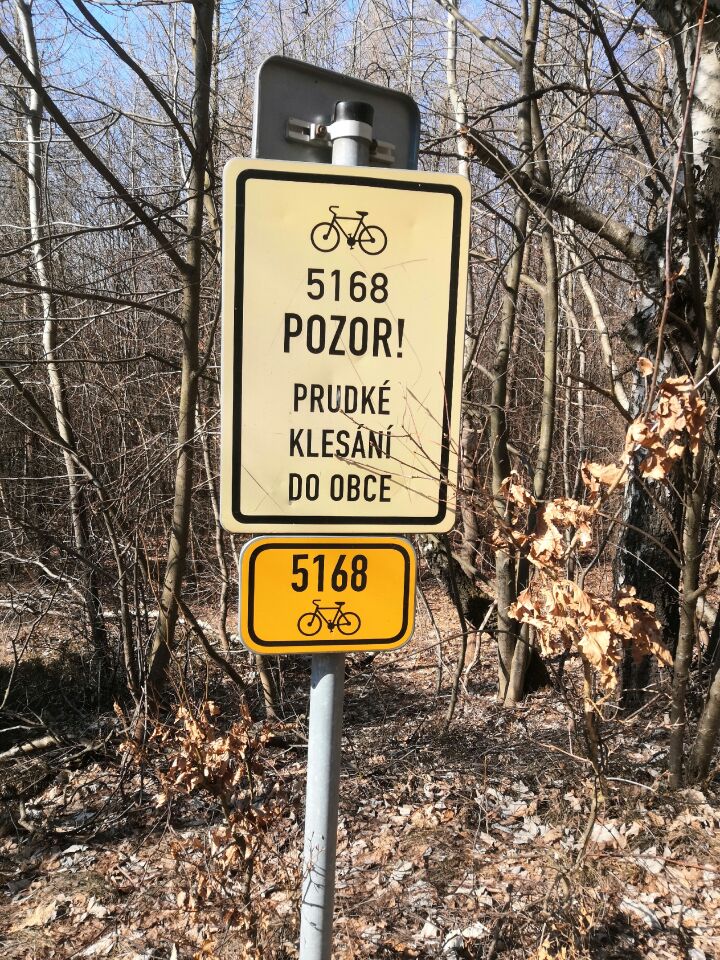 5168
POZOR!
PRUDKÉ
KLESÁNÍ
DO OBCE
5168